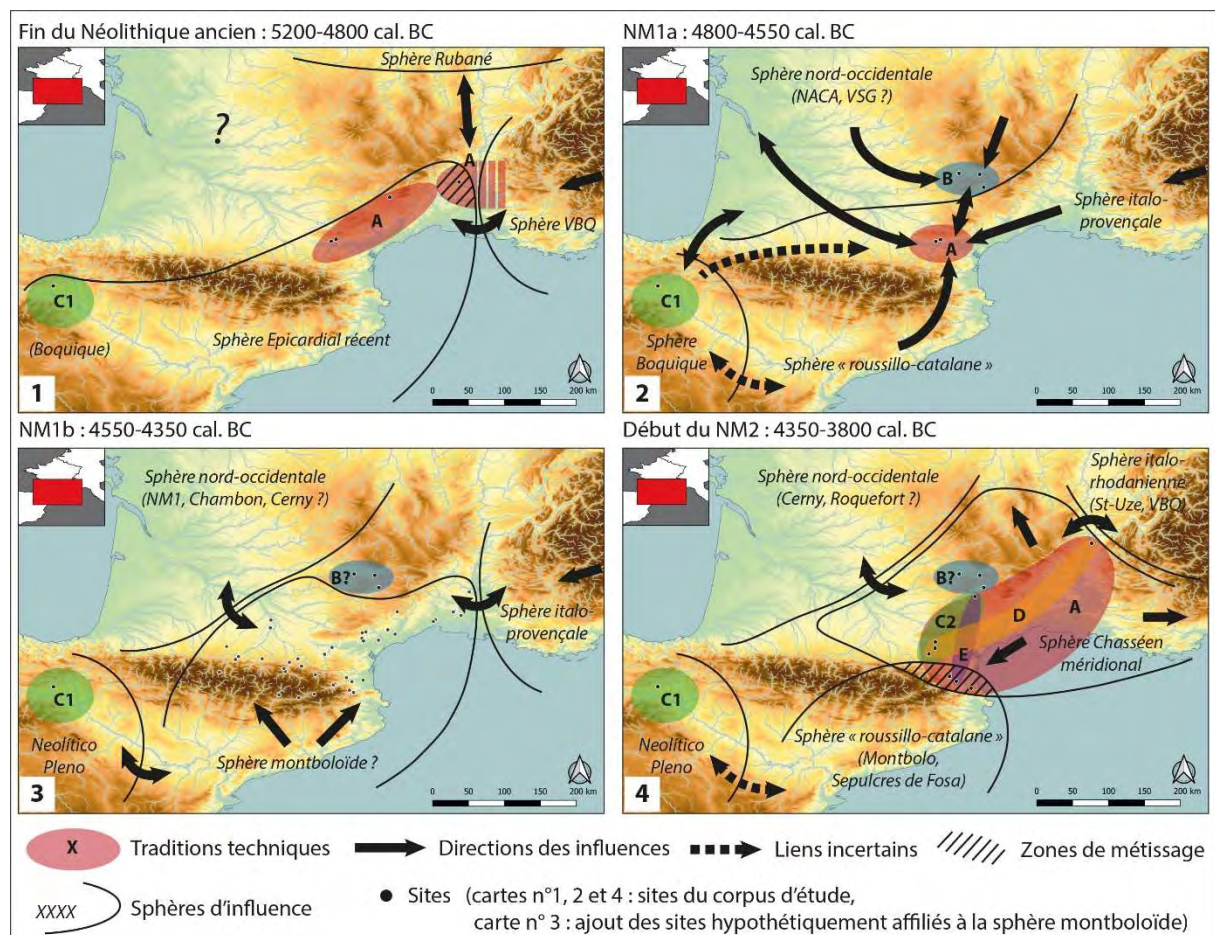 Fin du Néolithique ancien : 5200-4800 cal. BC
Sphère Rubané
?
A
A
Sphère VBQ
C1
(Boquique)
Sphère Epicardial récent
1
0 50 100 150 200 km
NM1a : 4800-4550 cal. BC
Sphère nord-occidentale
(NACA, VSG ?)
B
Sphère italo-
provençale
A
C1
Sphère
Boquique
Sphère « roussillo-catalane »
2
0 50 100 150 200 km
NM1b : 4550-4350 cal. BC
Sphère nord-occidentale
(NM1, Chambon, Cerny ?)
B?
Sphère italo-
provençale
C1
Neolítico
Pleno
Sphère montboloïde ?
3
0 50 100 150 200 km
Début du NM2 : 4350-3800 cal. BC
Sphère nord-occidentale
(Cerny, Roquefort ?)
Sphère italo-
rhodanienne
(St-Uze, VBQ)
B?
D
A
C2
E
Sphère Chasséen
méridional
C1
Neolítico
Pleno
Sphère « roussillo-catalane »
(Montbolo,
Sepulcres de Fosa)
4
0 50 100 150 200 km
X Traditions techniques
Directions des influences
Liens incertains
Zones de métissage
XXXX Sphères d'influence
Sites (cartes n°1, 2 et 4 : sites du corpus d'étude,
carte n° 3 : ajout des sites hypothétiquement affiliés à la sphère montboloïde)